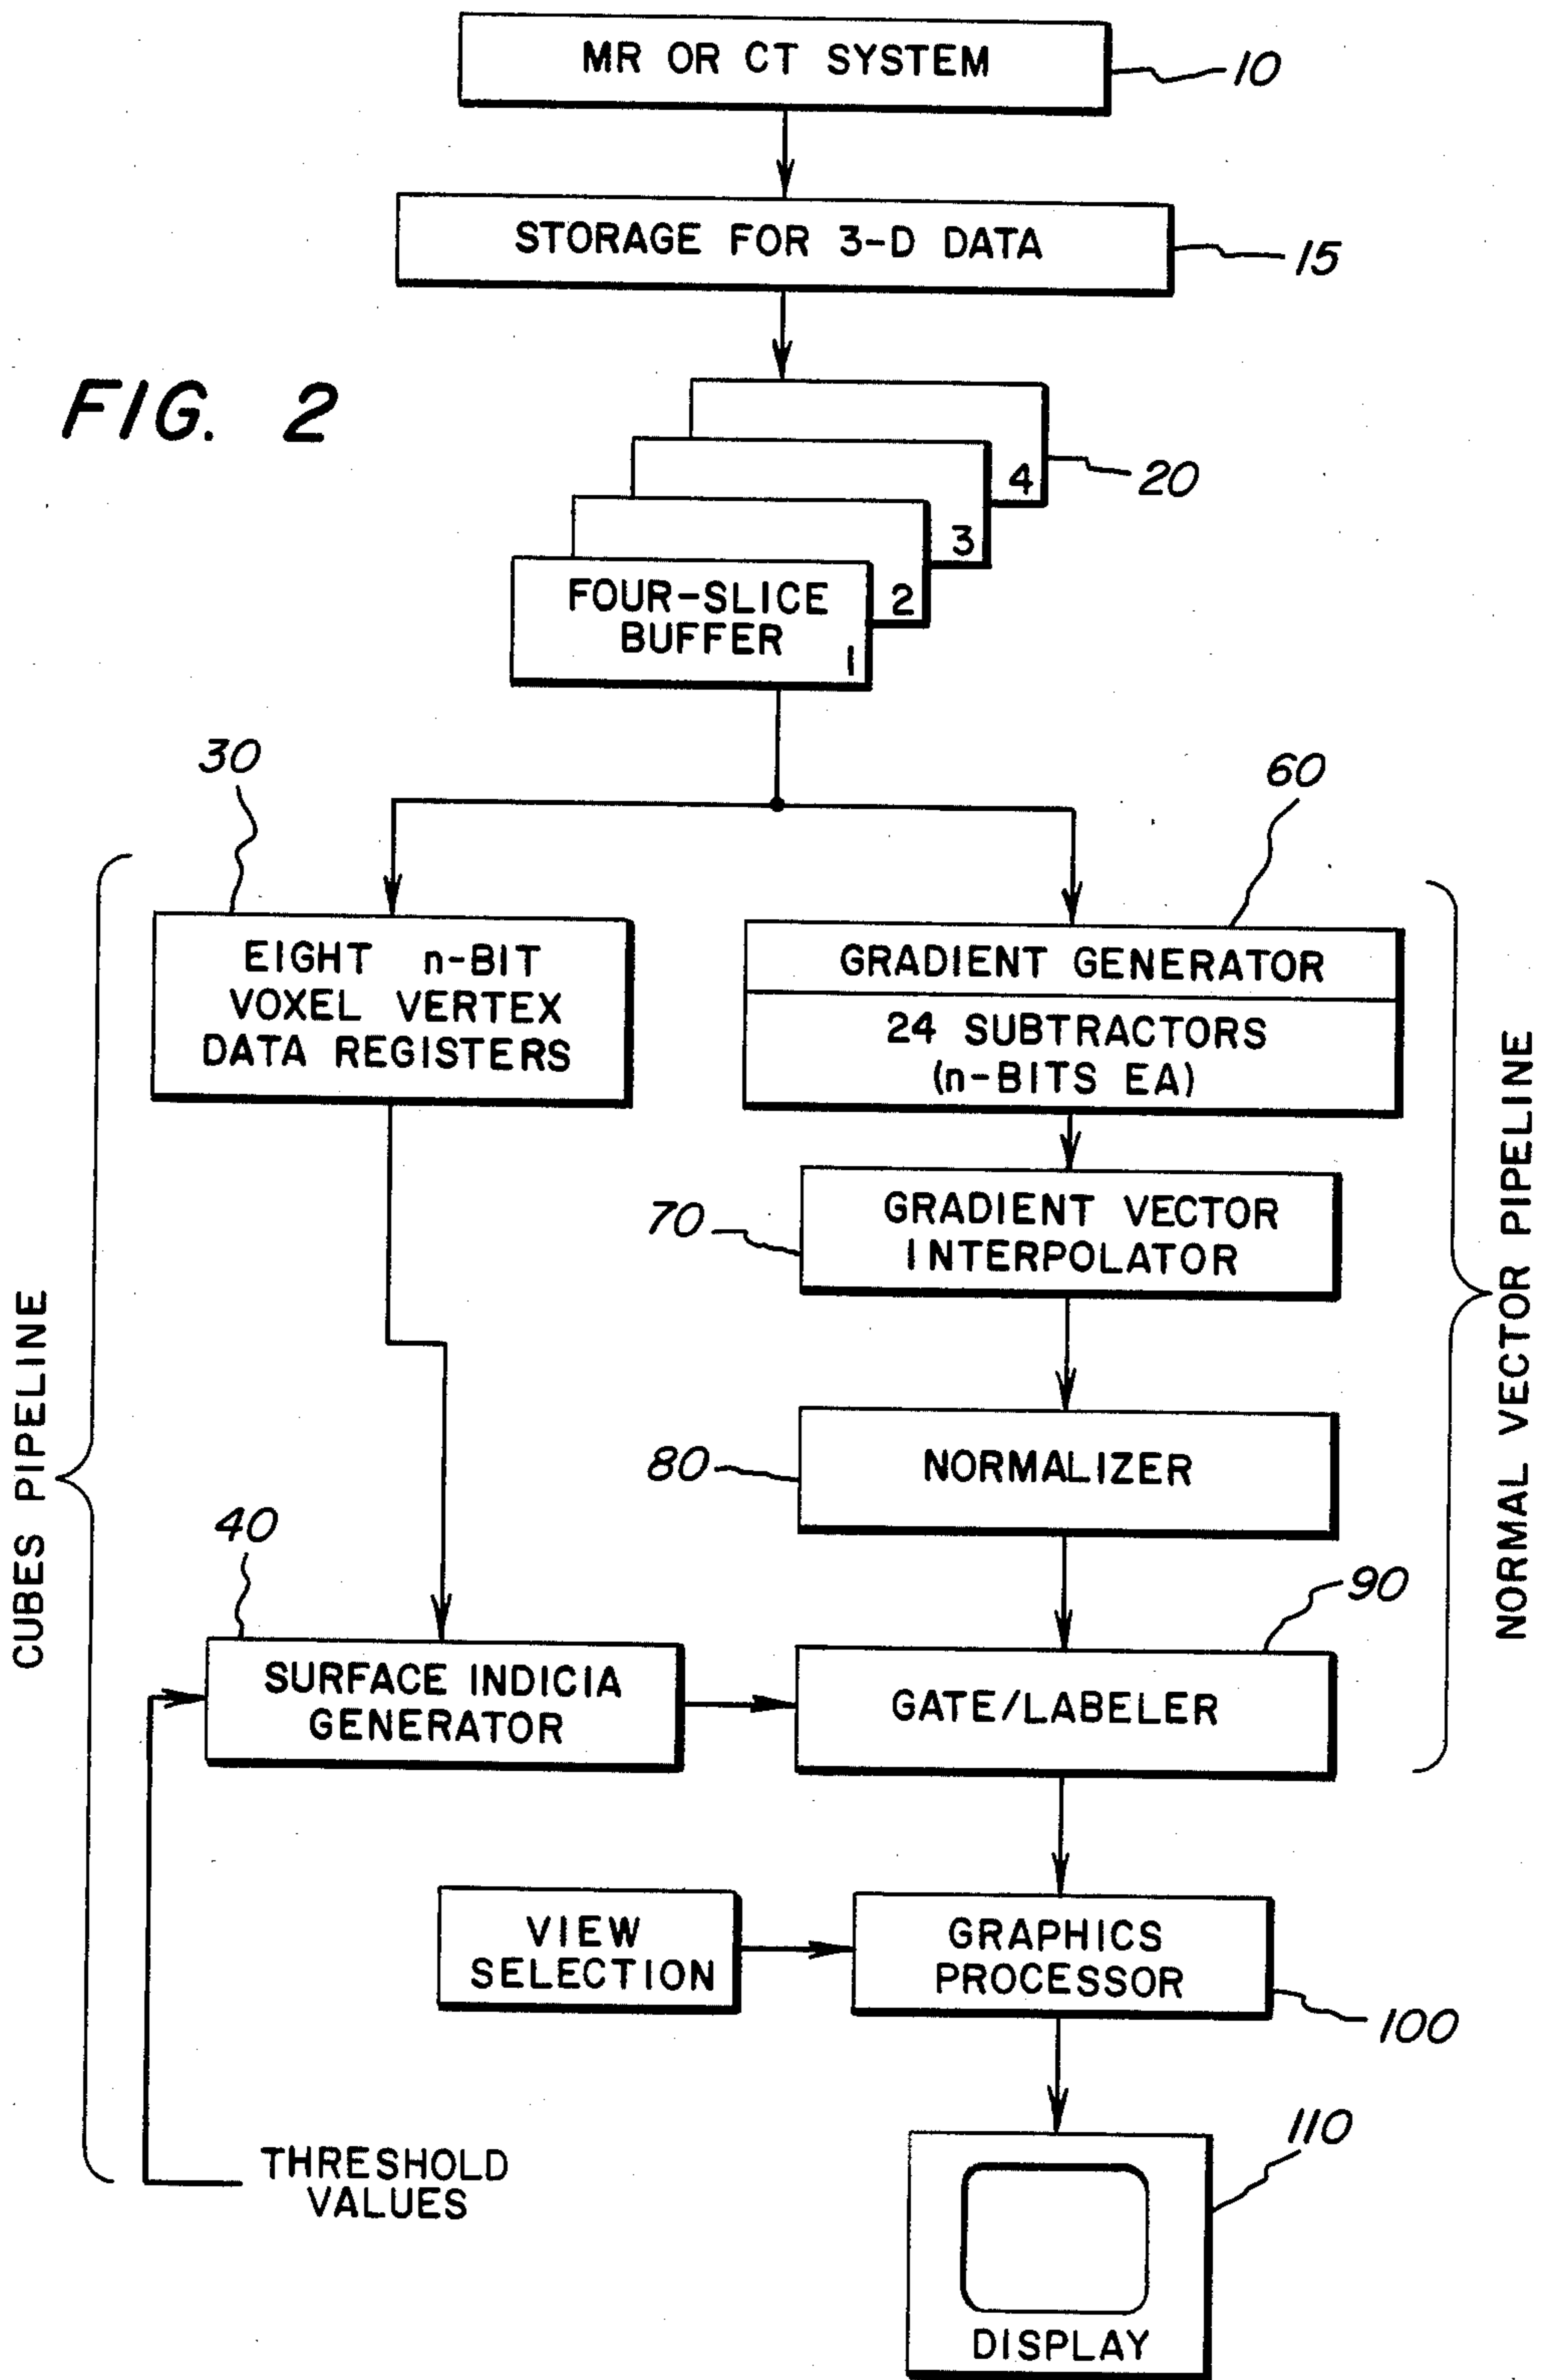 MR OR CT SYSTEM
10
STORAGE FOR 3-D DATA
15
FIG. 2
4
20
3
2
FOUR-SLICE
BUFFER
1
30
60
EIGHT n-BIT
VOXEL VERTEX
DATA REGISTERS
GRADIENT GENERATOR
24 SUBTRACTORS
(n-BITS EA)
70
GRADIENT VECTOR
INTERPOLATOR
CUBES PIPELINE
NORMAL VECTOR PIPELINE
80
NORMALIZER
40
90
SURFACE INDICIA
GENERATOR
GATE/LABELER
VIEW
SELECTION
GRAPHICS
PROCESSOR
100
THRESHOLD
VALUES
110
DISPLAY